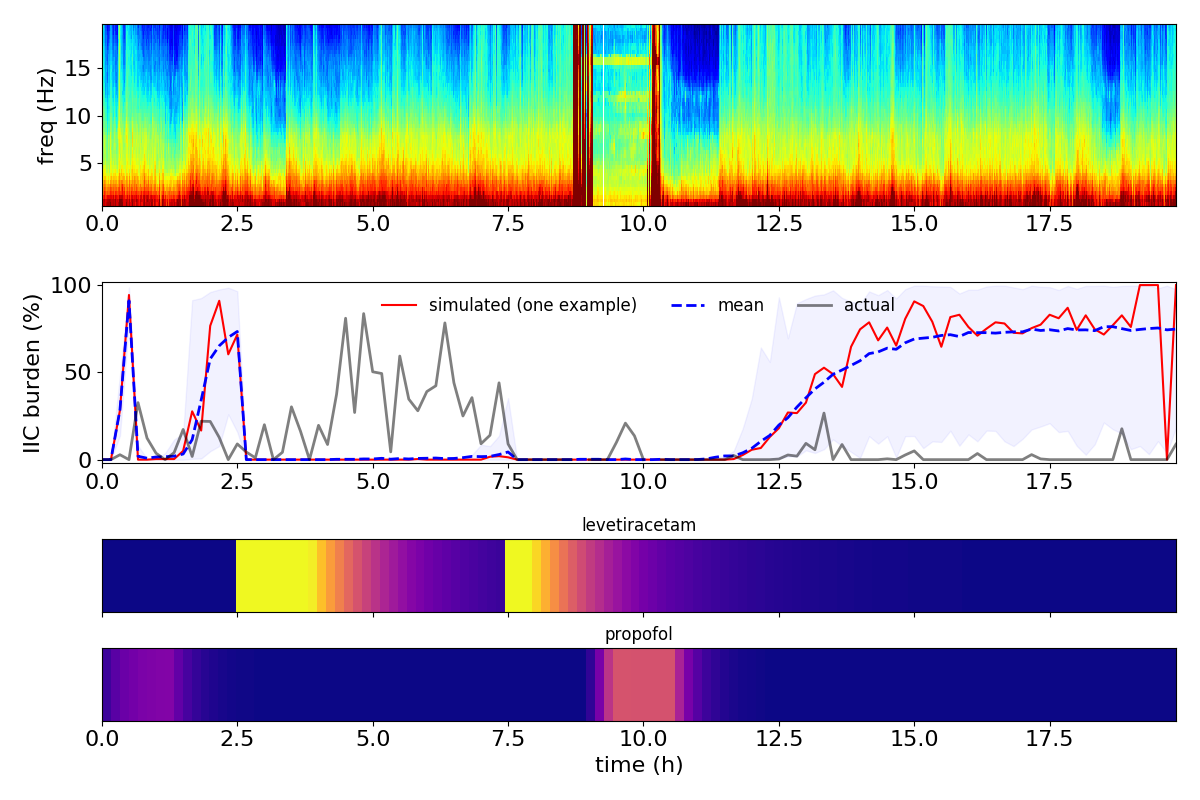 freq (Hz)
15
10
5
0.0 2.5 5.0 7.5 10.0 12.5 15.0 17.5
IIC burden (%)
100
50
0
simulated (one example) mean actual
0.0 2.5 5.0 7.5 10.0 12.5 15.0 17.5
levetiracetam
propofol
0.0 2.5 5.0 7.5 10.0 12.5 15.0 17.5
time (h)